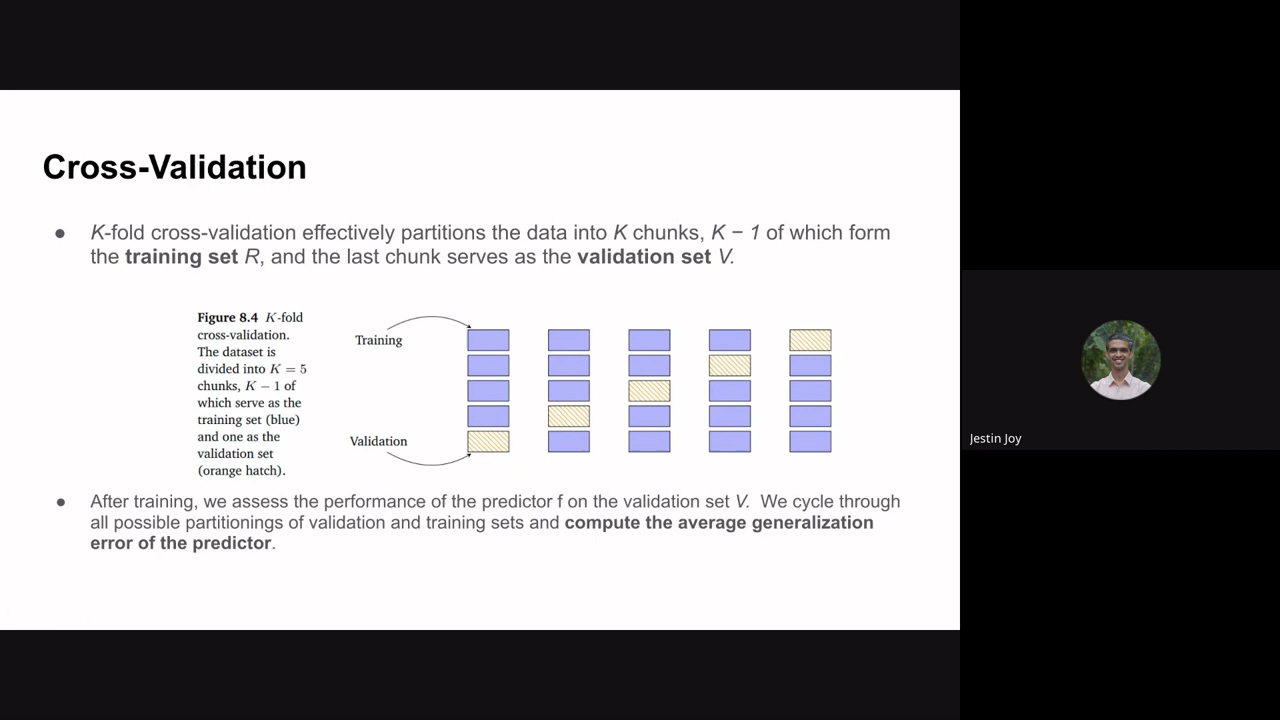 Cross-Validation
● K-fold cross-validation effectively partitions the data into K chunks, K − 1 of which form
the training set R, and the last chunk serves as the validation set V.
Figure 8.4 K-fold
cross-validation.
The dataset is
divided into K = 5
chunks, K − 1 of
which serve as the
training set (blue)
and one as the
validation set
(orange hatch).
Training
Validation
● After training, we assess the performance of the predictor f on the validation set V. We cycle through
all possible partitionings of validation and training sets and compute the average generalization
error of the predictor.
Jestin Joy